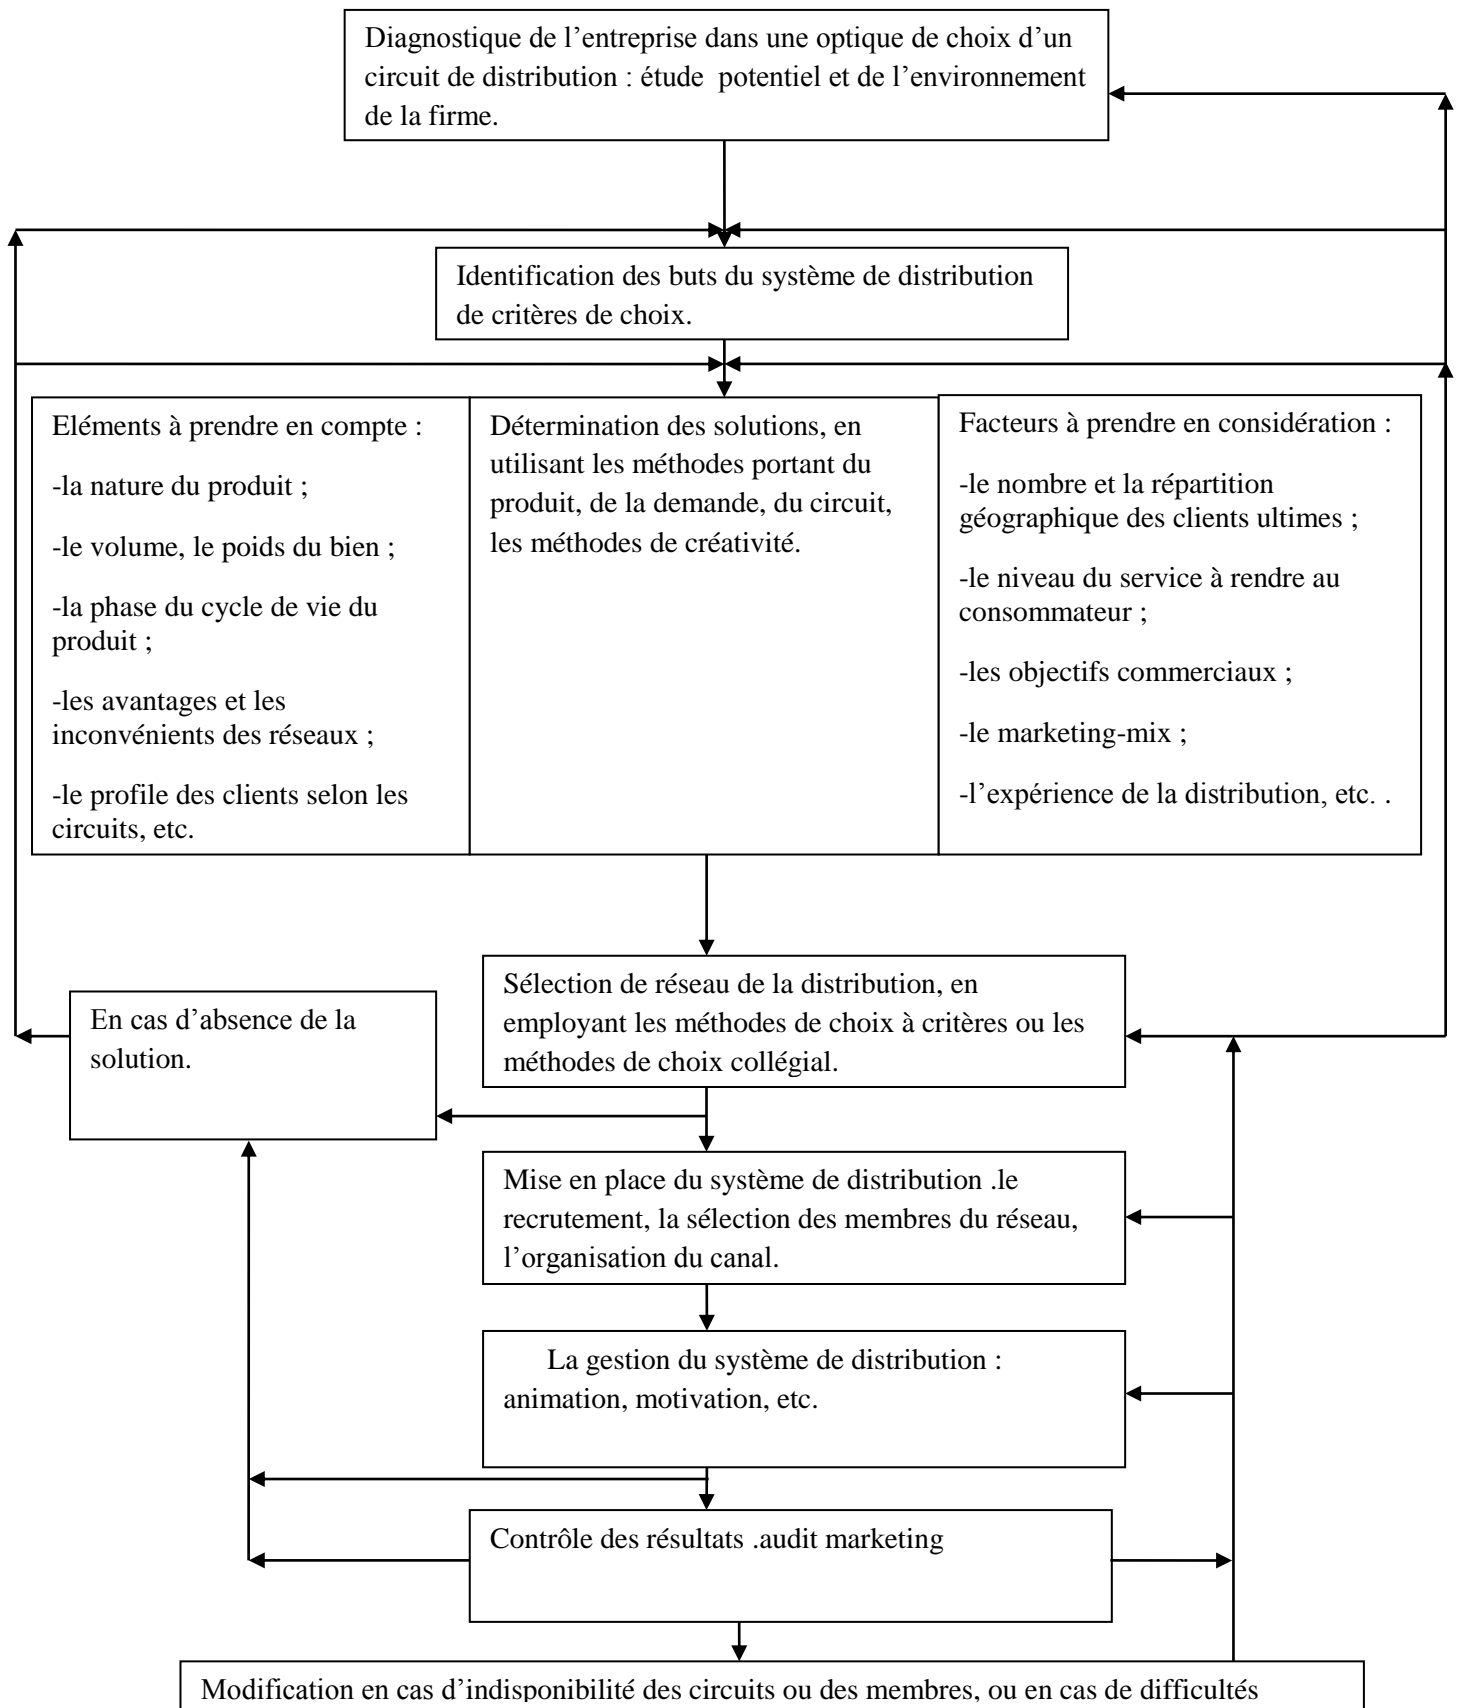 Diagnostique de l’entreprise dans une optique de choix d’un
circuit de distribution : étude  potentiel et de l’environnement
de la firme.
Identification des buts du système de distribution
de critères de choix.
Eléments à prendre en compte :
-la nature du produit ;
-le volume, le poids du bien ;
-la phase du cycle de vie du
produit ;
-les avantages et les
inconvénients des réseaux ;
-le profile des clients selon les
circuits, etc.
Détermination des solutions, en
utilisant les méthodes portant du
produit, de la demande, du circuit,
les méthodes de créativité.
Facteurs à prendre en considération :
-le nombre et la répartition
géographique des clients ultimes ;
-le niveau du service à rendre au
consommateur ;
-les objectifs commerciaux ;
-le marketing-mix ;
-l’expérience de la distribution, etc. .
Sélection de réseau de la distribution, en
employant les méthodes de choix à critères ou les
méthodes de choix collégial.
En cas d’absence de la
solution.
Mise en place du système de distribution .le
recrutement, la sélection des membres du réseau,
l’organisation du canal.
La gestion du système de distribution :
animation, motivation, etc.
Contrôle des résultats .audit marketing
Modification en cas d’indisponibilité des circuits ou des membres, ou en cas de difficultés